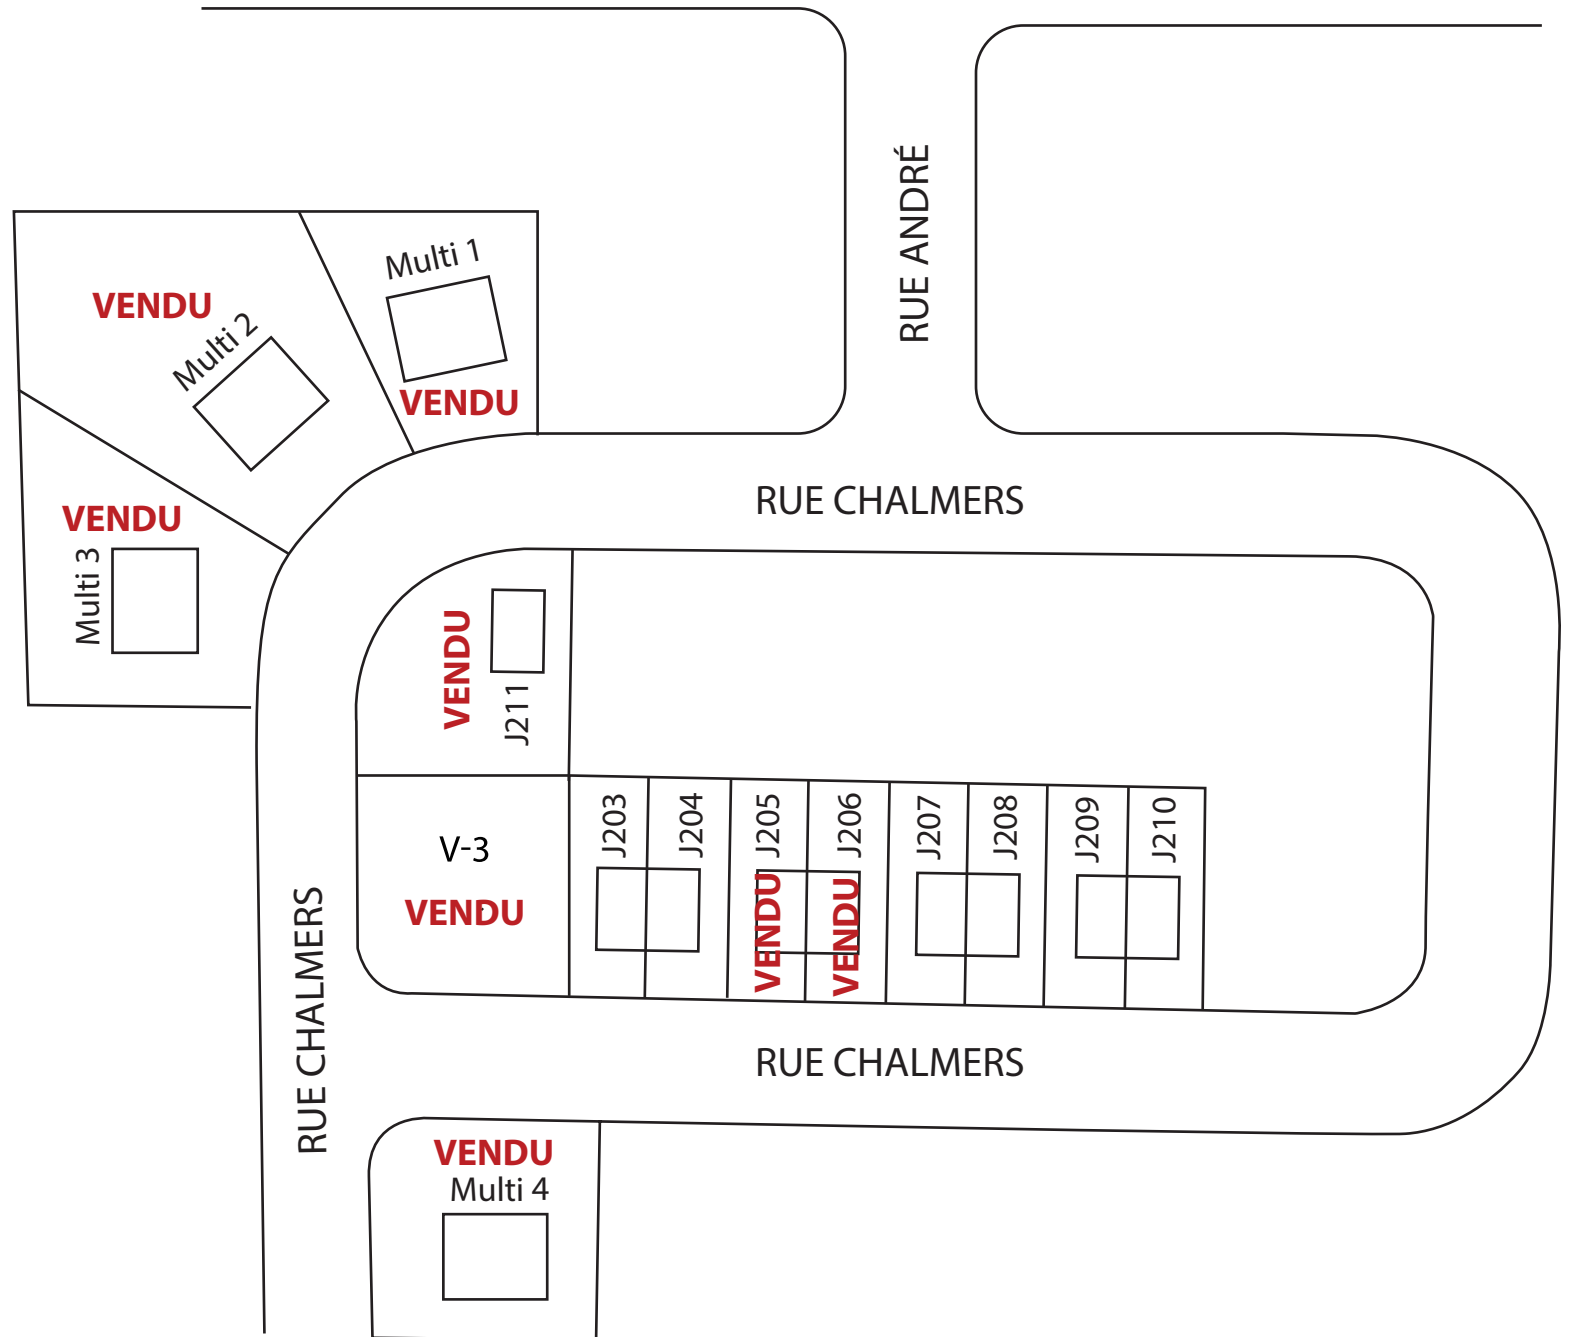 RUE ANDRÉ
Multi 1
VENDU
VENDU
Multi 2
VENDU
Multi 3
RUE CHALMERS
VENDU
J211
V-3
VENDU
J203
J204
J205
VENDU
J206
VENDU
J207
J208
J209
J210
RUE CHALMERS
RUE CHALMERS
VENDU
Multi 4